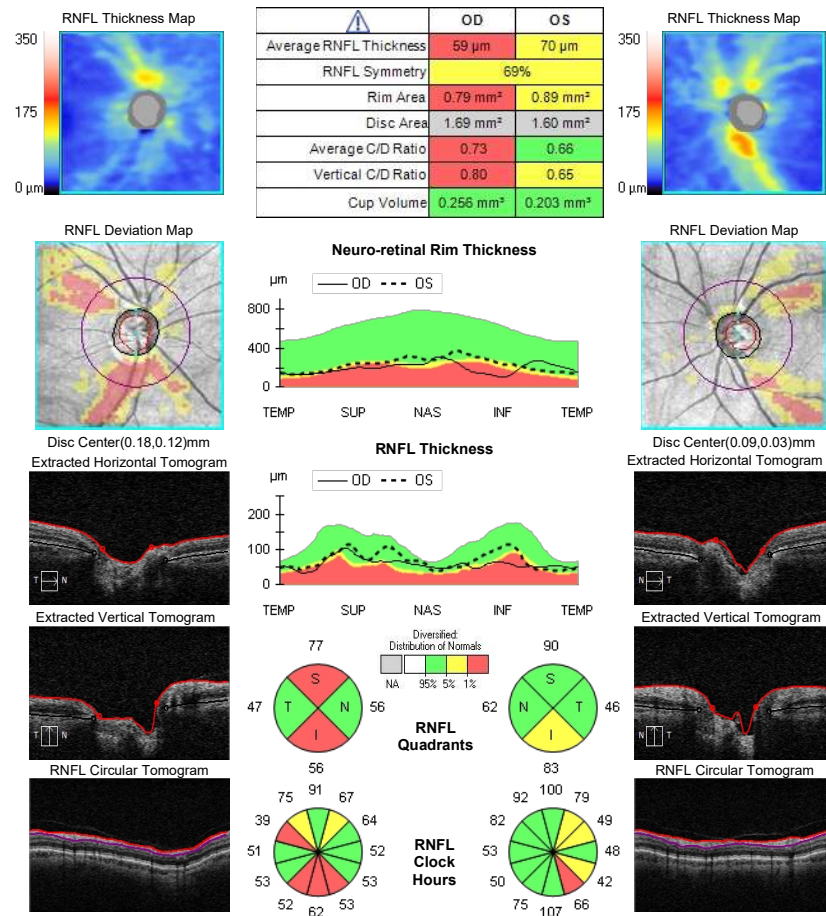 RNFL Thickness Map
350
175
0 µm
OD OS
Average RNFL Thickness 59 µm 70 µm
RNFL Symmetry 69%
Rim Area 0.79 mm² 0.89 mm²
Disc Area 1.69 mm² 1.60 mm²
Average C/D Ratio 0.73 0.66
Vertical C/D Ratio 0.80 0.65
Cup Volume 0.256 mm³ 0.203 mm³
RNFL Thickness Map
350
175
0 µm
RNFL Deviation Map
Disc Center(0.18,0.12)mm
Neuro-retinal Rim Thickness
µm
OD OS
800
400
0
TEMP SUP NAS INF TEMP
RNFL Deviation Map
Disc Center(0.09,0.03)mm
Extracted Horizontal Tomogram
T N
RNFL Thickness
µm
OD OS
200
100
0
TEMP SUP NAS INF TEMP
Extracted Horizontal Tomogram
N T
Extracted Vertical Tomogram
T N
77
47 S T N I 56
56
Diversified:
Distribution of Normals
NA 95% 5% 1%
RNFL
Quadrants
90
62 S N T I 46
83
Extracted Vertical Tomogram
N T
RNFL Circular Tomogram
91
75 67
39 64
51 52
53 53
52 53
62
RNFL
Clock
Hours
100
92 79
82 49
53 48
50 42
75 66
107
RNFL Circular Tomogram